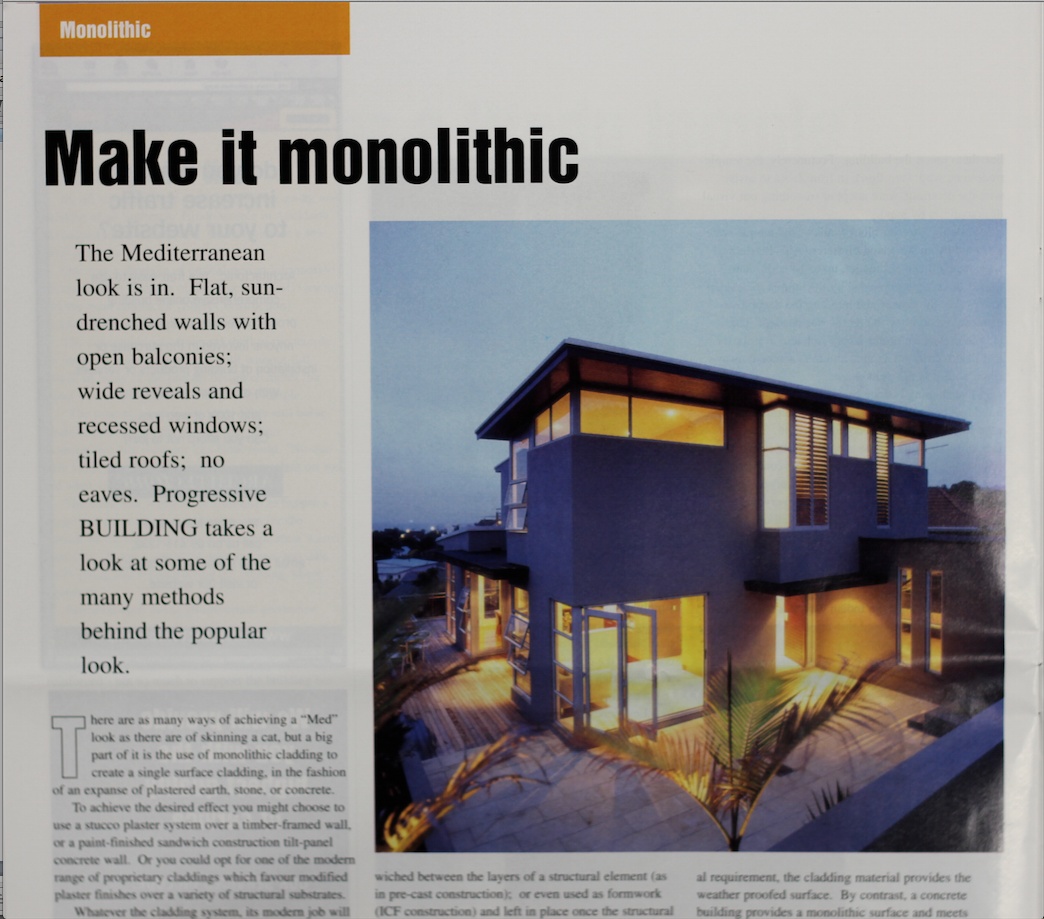 Monolithic
Make it monolithic
The Mediterranean
look is in. Flat, sun-
drenched walls with
open balconies;
wide reveals and
recessed windows;
tiled roofs; no
eaves. Progressive
BUILDING takes a
look at some of the
many methods
behind the popular
look.
There are as many ways of achieving a “Med”
look as there are of skinning a cat, but a big
part of it is the use of monolithic cladding to
create a single surface cladding, in the fashion
of an expanse of plastered earth, stone, or concrete.
To achieve the desired effect you might choose to
use a stucco plaster system over a timber-framed wall,
or a paint-finished sandwich construction tilt-panel
concrete wall. Or you could opt for one of the modern
range of proprietary claddings which favour modified
plaster finishes over a variety of structural substrates.
Whatever the cladding system, its modern job will
wiched between the layers of a structural element (as
in pre-cast construction); or even used as formwork
(ICF construction) and left in place once the structural
al requirement, the cladding material provides the
weather proofed surface. By contrast, a concrete
building provides a monolithic surface and meets